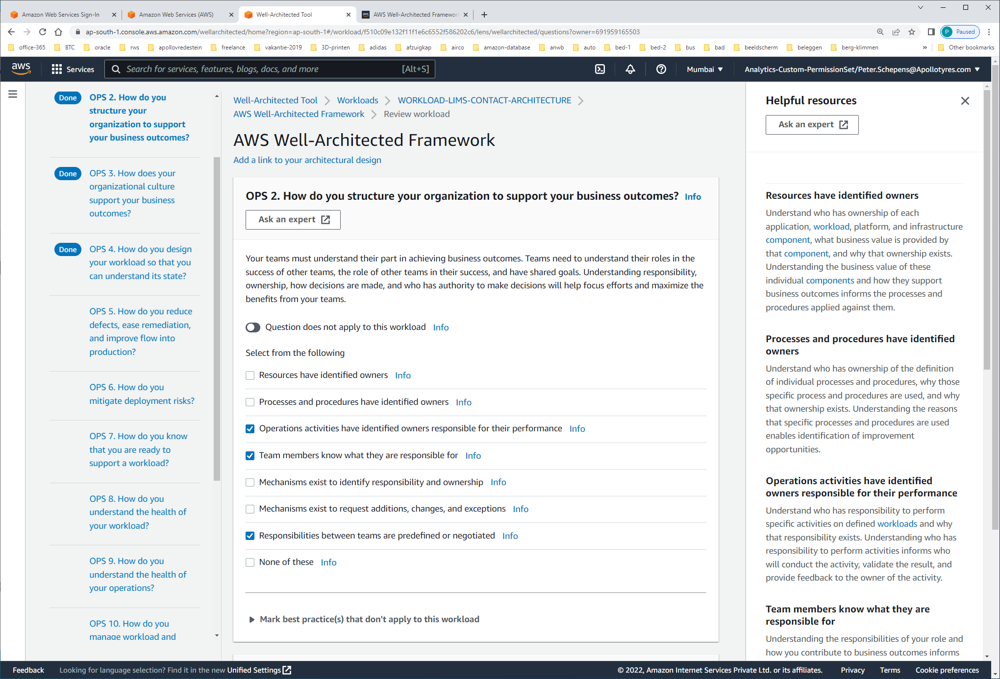 Amazon Web Services Sign-In
Amazon Web Services (AWS)
Well-Architected Tool
AWS Well-Architected Framewor
ap-south-1.console.aws.amazon.com/wellarchitected/home?region=ap-south-1#/workload/f510c09e132f11f1e6c6552f586202c6/lens/wellarchitected/questions?owner=691959165503
P Paused
office-365 BTC oracle rws apollovredestein freelance vakantie-2019 3D-printen adidas afzuigkap airco amazon-database anwb auto bed-1 bed-2 bus bad beeldscherm beleggen berg-klimmen » Other bookmarks
aws Services Search for services, features, blogs, docs, and more [Alt+S] Mumbai Analytics-Custom-PermissionSet/Peter.Schepens@Apollotyres.com
Done OPS 2. How do you
structure your
organization to support
your business outcomes?
Done OPS 3. How does your
organizational culture
support your business
outcomes?
Done OPS 4. How do you design
your workload so that you
can understand its state?
OPS 5. How do you reduce
defects, ease remediation,
and improve flow into
production?
OPS 6. How do you
mitigate deployment risks?
OPS 7. How do you know
that you are ready to
support a workload?
OPS 8. How do you
understand the health of
your workload?
OPS 9. How do you
understand the health of
your operations?
OPS 10. How do you
manage workload and
Well-Architected Tool Workloads WORKLOAD-LIMS-CONTACT-ARCHITECTURE
AWS Well-Architected Framework Review workload
AWS Well-Architected Framework
Add a link to your architectural design
OPS 2. How do you structure your organization to support your business outcomes? Info
Ask an expert
Your teams must understand their part in achieving business outcomes. Teams need to understand their roles in the
success of other teams, the role of other teams in their success, and have shared goals. Understanding responsibility,
ownership, how decisions are made, and who has authority to make decisions will help focus efforts and maximize the
benefits from your teams.
Question does not apply to this workload Info
Select from the following
Resources have identified owners Info
Processes and procedures have identified owners Info
Operations activities have identified owners responsible for their performance Info
Team members know what they are responsible for Info
Mechanisms exist to identify responsibility and ownership Info
Mechanisms exist to request additions, changes, and exceptions Info
Responsibilities between teams are predefined or negotiated Info
None of these Info
Mark best practice(s) that don't apply to this workload
Helpful resources
Ask an expert
Resources have identified owners
Understand who has ownership of each
application, workload, platform, and infrastructure
component, what business value is provided by
that component, and why that ownership exists.
Understanding the business value of these
individual components and how they support
business outcomes informs the processes and
procedures applied against them.
Processes and procedures have identified
owners
Understand who has ownership of the definition
of individual processes and procedures, why those
specific process and procedures are used, and why
that ownership exists. Understanding the reasons
that specific processes and procedures are used
enables identification of improvement
opportunities.
Operations activities have identified
owners responsible for their performance
Understand who has responsibility to perform
specific activities on defined workloads and why
that responsibility exists. Understanding who has
responsibility to perform activities informs who
will conduct the activity, validate the result, and
provide feedback to the owner of the activity.
Team members know what they are
responsible for
Understanding the responsibilities of your role and
how you contribute to business outcomes informs
Feedback Looking for language selection? Find it in the new Unified Settings © 2022, Amazon Internet Services Private Ltd. or its affiliates. Privacy Terms Cookie preferences